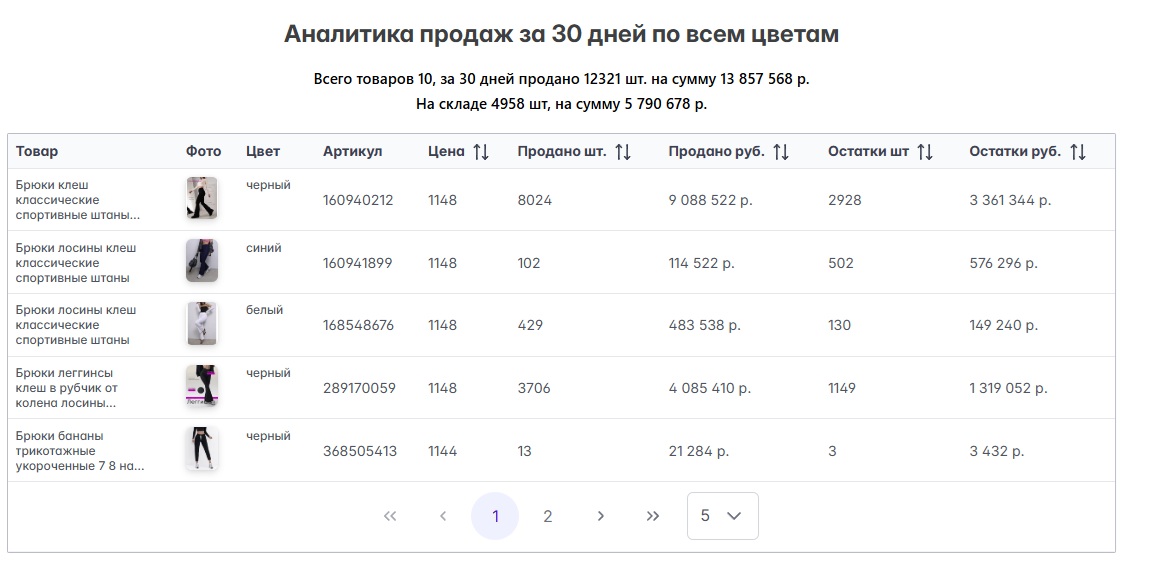 Аналитика продаж за 30 дней по всем цветам
Всего товаров 10, за 30 дней продано 12321 шт. на сумму 13 857 568 р.
На складе 4958 шт, на сумму 5 790 678 р.
Товар Фото Цвет Артикул Цена Продано шт. Продано руб. Остатки шт Остатки руб.
Брюки клеш
классические
спортивные штаны...
черный
160940212 1148 8024 9 088 522 р. 2928 3 361 344 р.
Брюки лосины клеш
классические
спортивные штаны
синий
160941899 1148 102 114 522 р. 502 576 296 р.
Брюки лосины клеш
классические
спортивные штаны
белый
168548676 1148 429 483 538 р. 130 149 240 р.
Брюки леггинсы
клеш в рубчик от
колена лосины...
черный
289170059 1148 3706 4 085 410 р. 1149 1 319 052 р.
Брюки бананы
трикотажные
укороченные 7 8 на...
черный
368505413 1144 13 21 284 р. 3 3 432 р.
« ‹ 1 2 › » 5